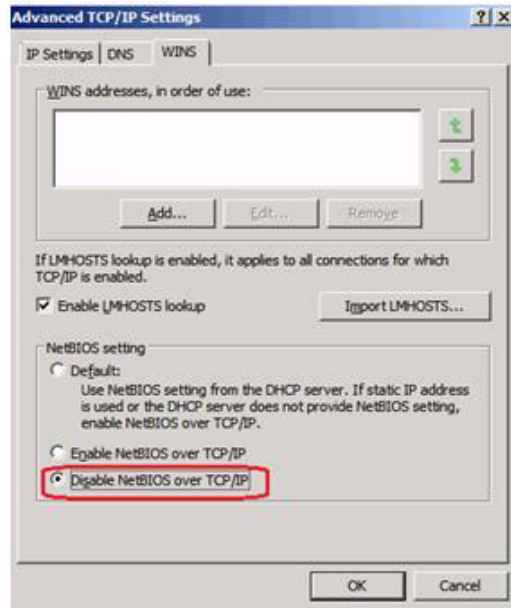 Advanced TCP/IP Settings
IP Settings DNS WINS
WINS addresses, in order of use:
Add... Edit... Remove
If LMHOSTS lookup is enabled, it applies to all connections for which
TCP/IP is enabled.
Enable LMHOSTS lookup Import LMHOSTS...
NetBIOS setting
Default:
Use NetBIOS setting from the DHCP server. If static IP address
is used or the DHCP server does not provide NetBIOS setting,
enable NetBIOS over TCP/IP.
Enable NetBIOS over TCP/IP
Disable NetBIOS over TCP/IP
OK Cancel